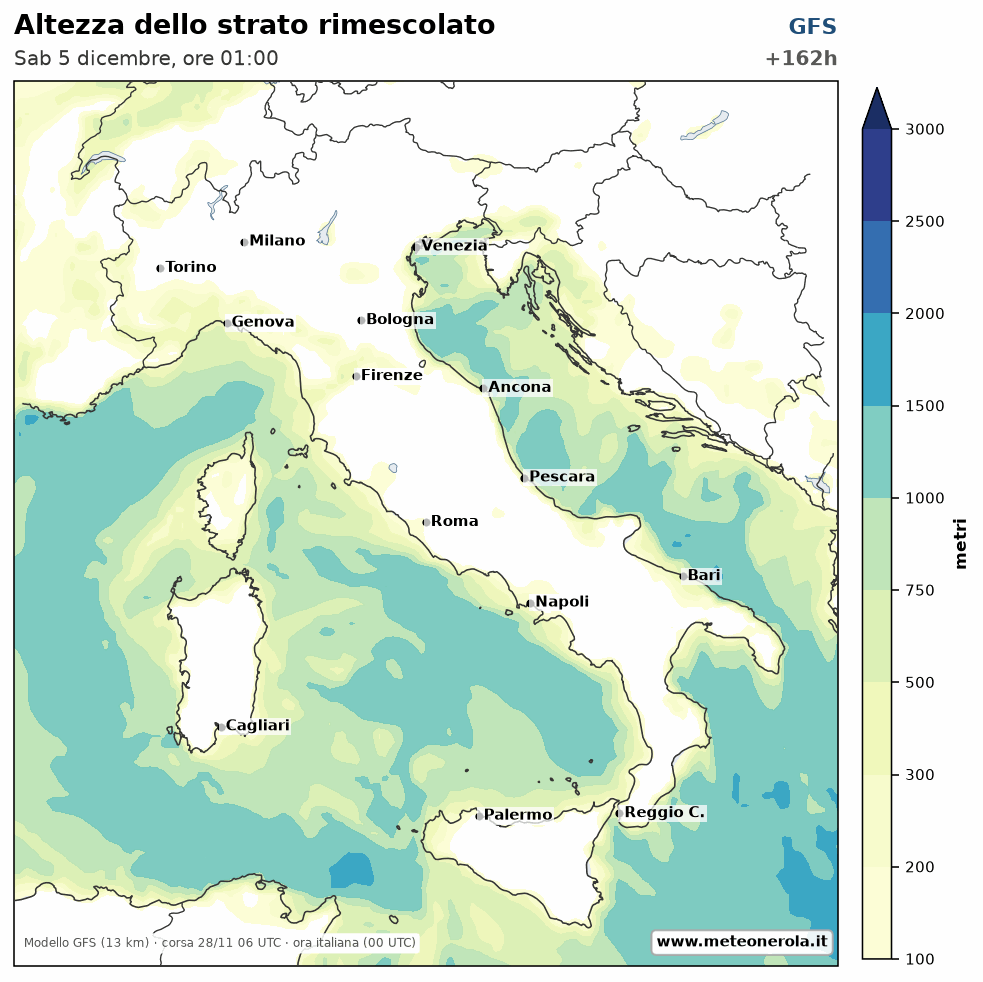 Altezza dello strato rimescolato
GFS
Sab 5 dicembre, ore 01:00
+162h
3000
2500
2000
1500
1000
750
500
300
200
100
metri
Milano
Venezia
Torino
Genova
Bologna
Firenze
Ancona
Pescara
Roma
Bari
Napoli
Cagliari
Palermo
Reggio C.
Modello GFS (13 km) · corsa 28/11 06 UTC · ora italiana (00 UTC)
www.meteonerola.it